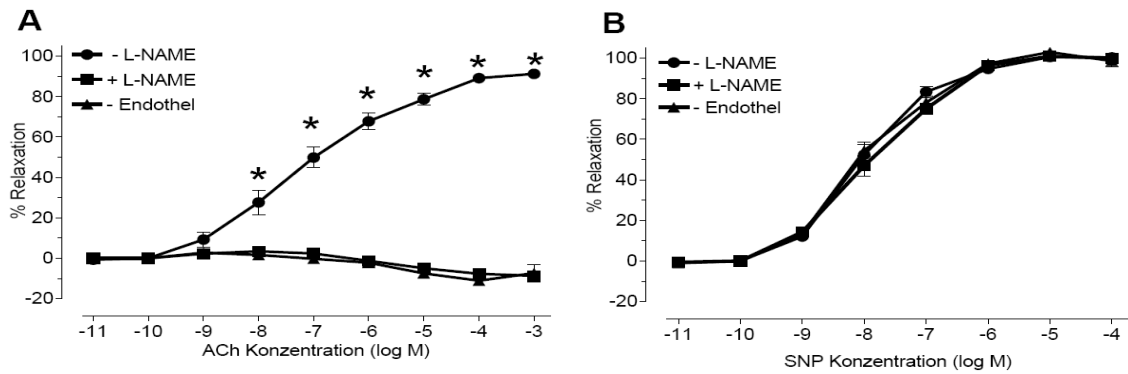 A
% Relaxation
100
80
60
40
20
0
-20
- L-NAME
+ L-NAME
- Endothel
* * * * * *
-11 -10 -9 -8 -7 -6 -5 -4 -3
ACh Konzentration (log M)
B
% Relaxation
100
80
60
40
20
0
-20
- L-NAME
+ L-NAME
- Endothel
-11 -10 -9 -8 -7 -6 -5 -4
SNP Konzentration (log M)